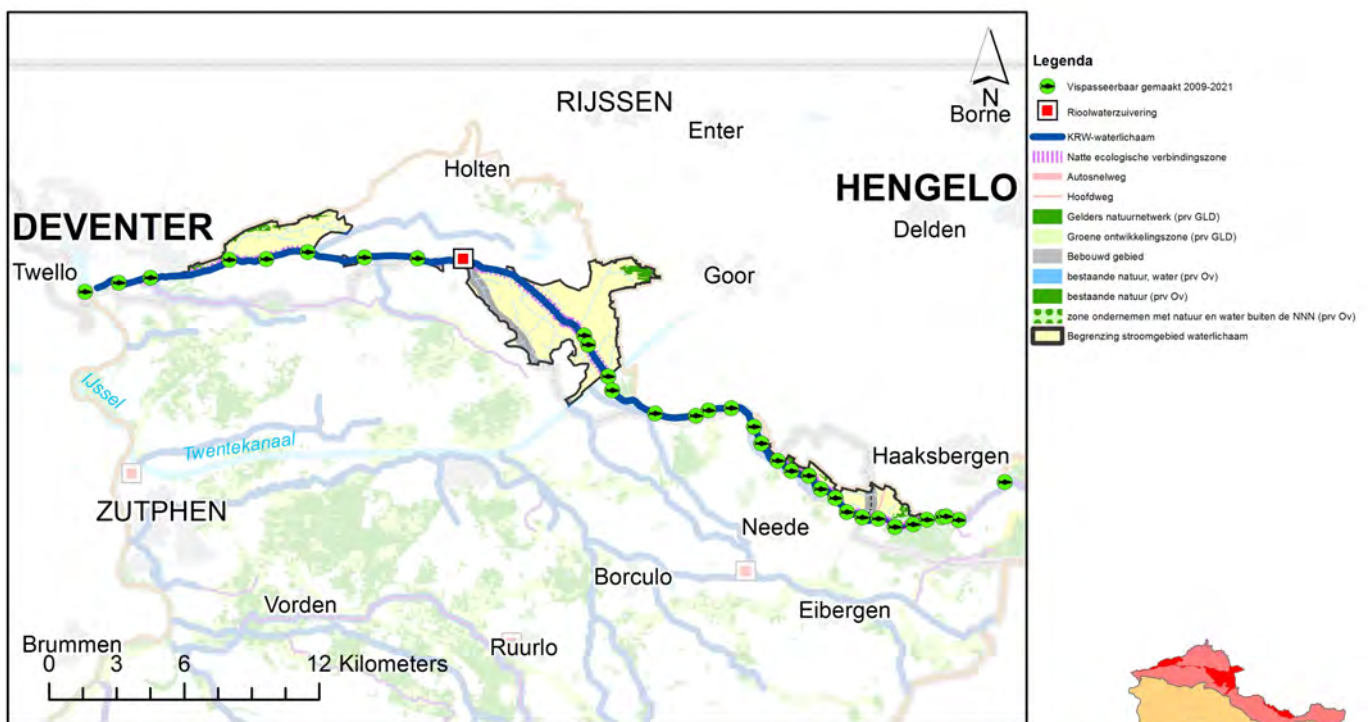 RIJSSEN
Enter
N
Borne
Holten
HENGELO
DEVENTER
Delden
Twello
Goor
IJssel
Twentekanaal
Haaksbergen
ZUTPHEN
Neede
Borculo
Vorden
Eibergen
Brummen
Ruurlo
0 3 6 12 Kilometers
Legenda
Vispasseerbaar gemaakt 2009-2021
Rioolwaterzuivering
KRW-waterlichaam
Natte ecologische verbindingszone
Autosnelweg
Hoofdweg
Gelders natuurnetwerk (prv GLD)
Groene ontwikkelingszone (prv GLD)
Bebouwd gebied
bestaande natuur, water (prv Ov)
bestaande natuur (prv Ov)
zone ondernemen met natuur en water buiten de NNN (prv Ov)
Begrenzing stroomgebied waterlichaam